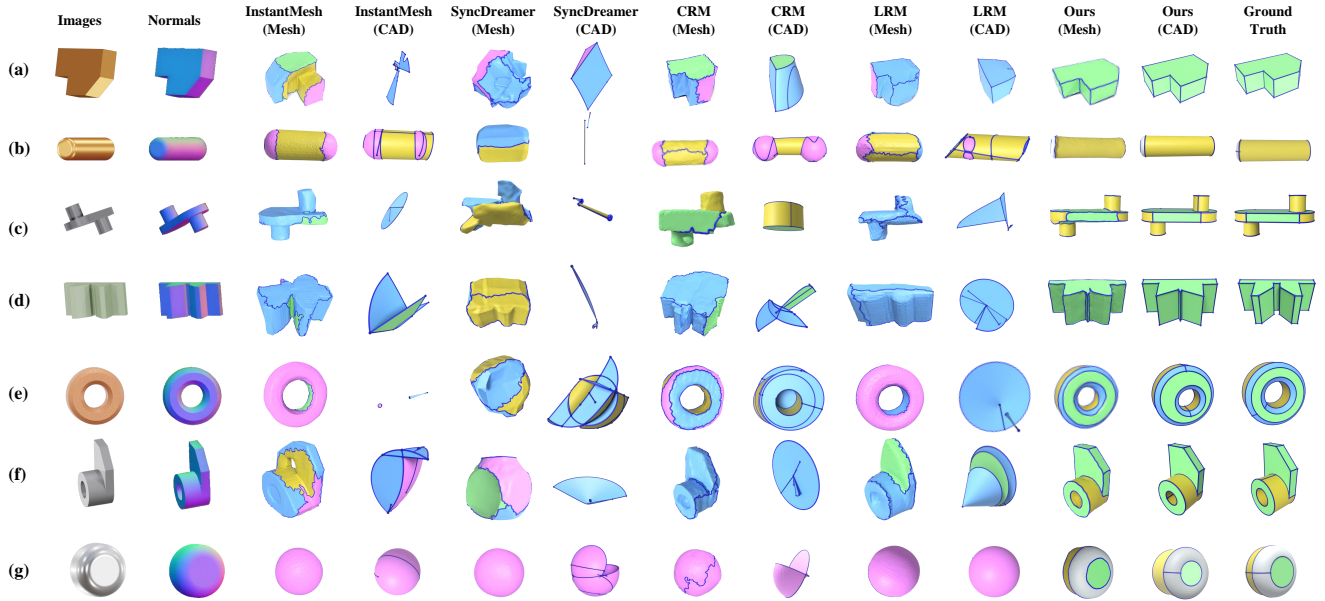 Images Normals InstantMesh (Mesh) InstantMesh (CAD) SyncDreamer (Mesh) SyncDreamer (CAD) CRM (Mesh) CRM (CAD) LRM (Mesh) LRM (CAD) Ours (Mesh) Ours (CAD) Ground Truth
(a)
(b)
(c)
(d)
(e)
(f)
(g)